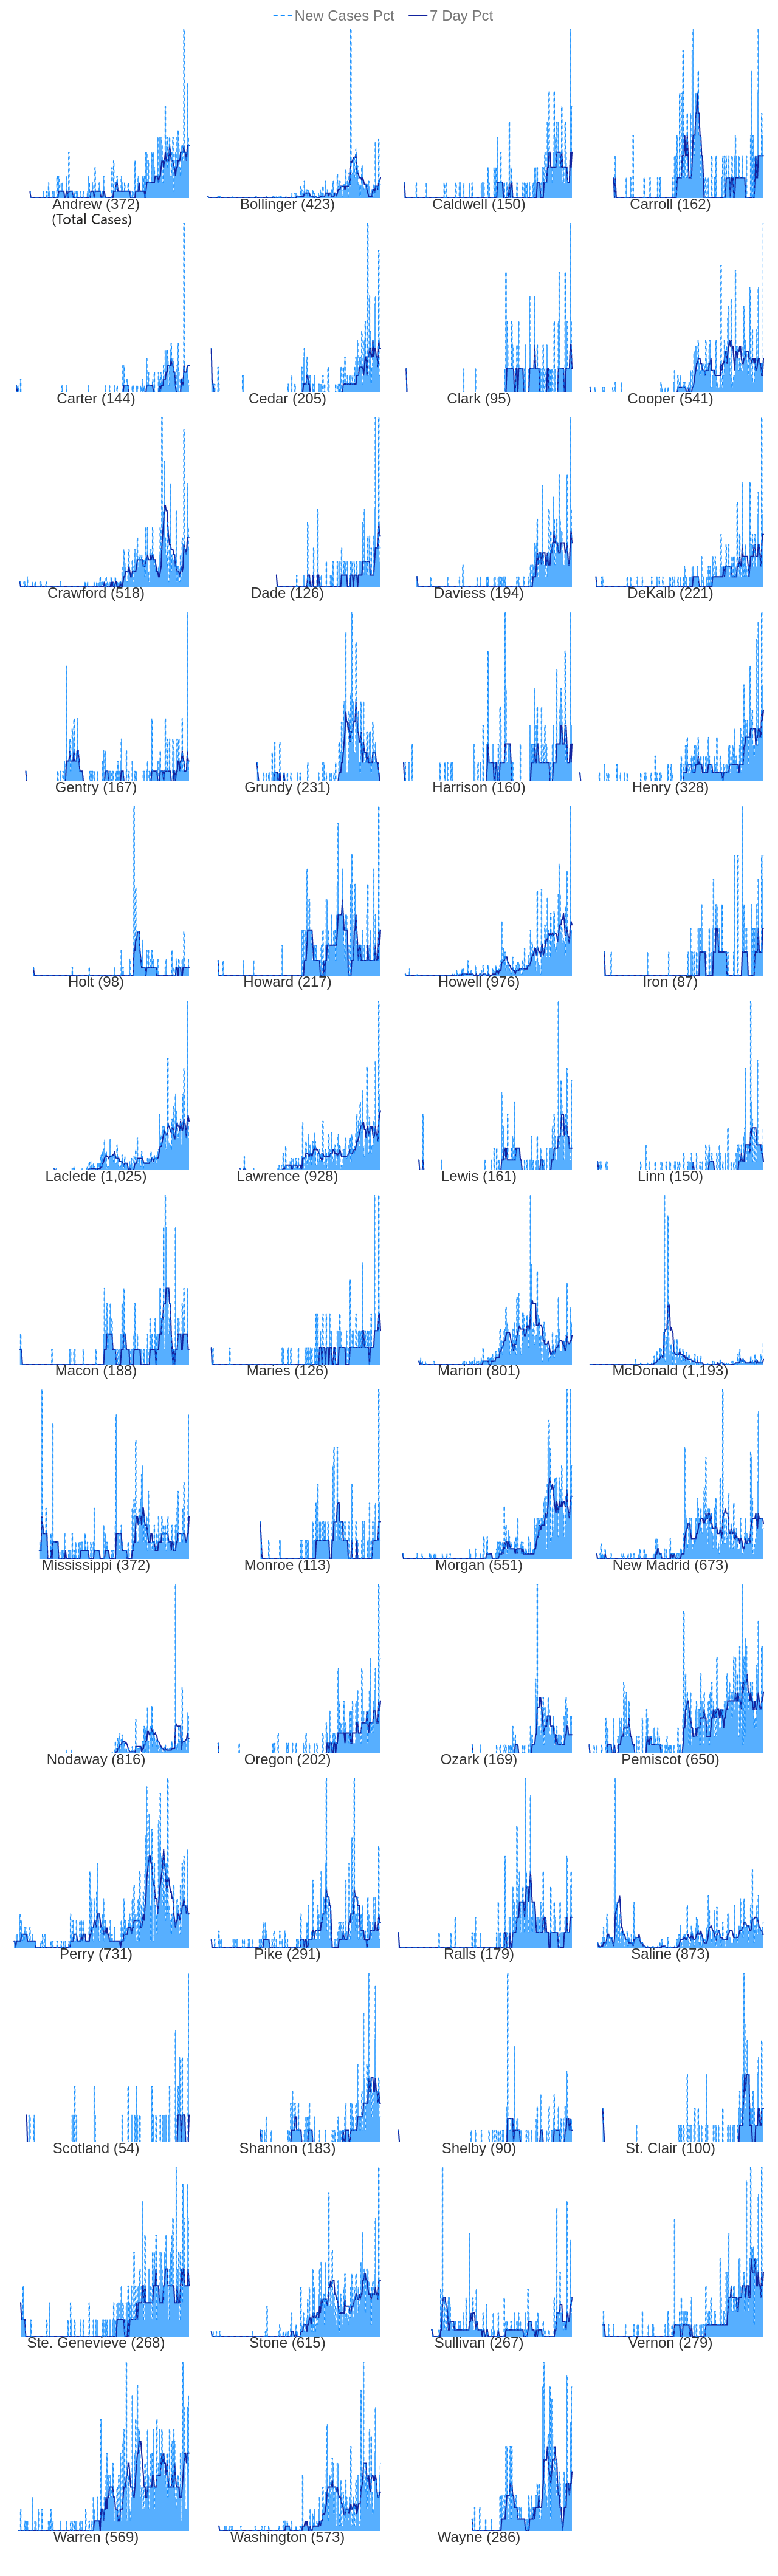 New Cases Pct 7 Day Pct
Andrew (372) Bollinger (423) Caldwell (150) Carroll (162)
(Total Cases)
Carter (144) Cedar (205) Clark (95) Cooper (541)
Crawford (518) Dade (126) Daviess (194) DeKalb (221)
Gentry (167) Grundy (231) Harrison (160) Henry (328)
Holt (98) Howard (217) Howell (976) Iron (87)
Laclede (1,025) Lawrence (928) Lewis (161) Linn (150)
Macon (188) Maries (126) Marion (801) McDonald (1,193)
Mississippi (372) Monroe (113) Morgan (551) New Madrid (673)
Nodaway (816) Oregon (202) Ozark (169) Pemiscot (650)
Perry (731) Pike (291) Ralls (179) Saline (873)
Scotland (54) Shannon (183) Shelby (90) St. Clair (100)
Ste. Genevieve (268) Stone (615) Sullivan (267) Vernon (279)
Warren (569) Washington (573) Wayne (286)